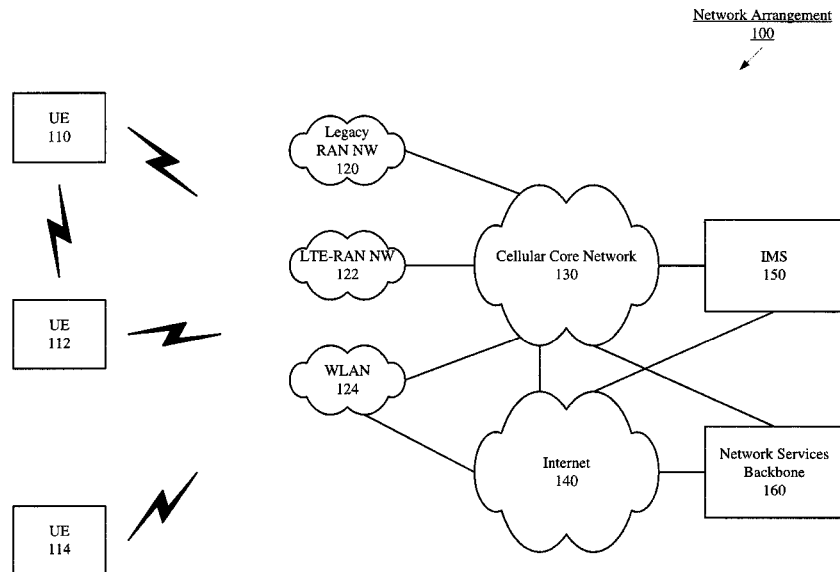 Network Arrangement
100
UE
110
Legacy
RAN NW
120
LTE-RAN NW
122
Cellular Core Network
130
IMS
150
UE
112
WLAN
124
Internet
140
Network Services
Backbone
160
UE
114